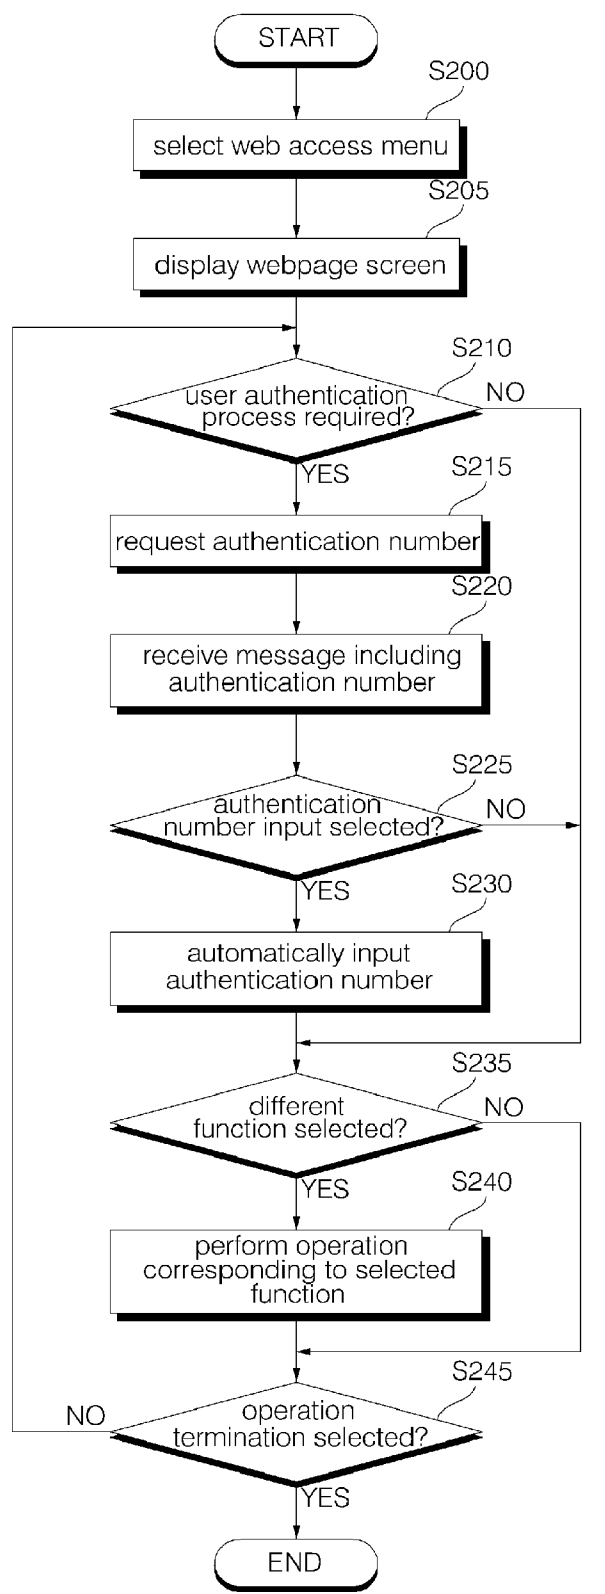 START
S200
select web access menu
S205
display webpage screen
S210
user authentication
process required?
NO
YES
S215
request authentication number
S220
receive message including
authentication number
S225
authentication
number input selected?
NO
YES
S230
automatically input
authentication number
S235
different
function selected?
NO
YES
S240
perform operation
corresponding to selected
function
S245
operation
termination selected?
NO
YES
END